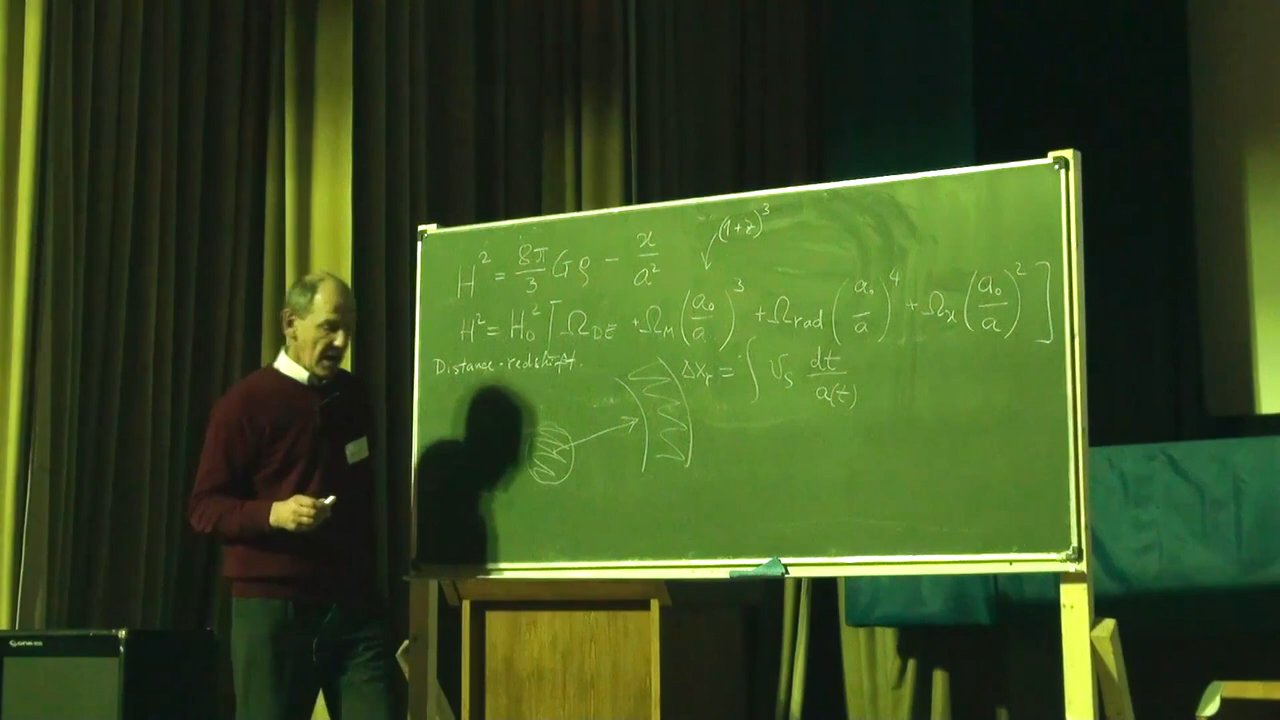 (1+z)³
H² = 8π/3 Gρ − ϰ/a²
H² = H₀² [Ω_DE + Ω_M (a₀/a)³ + Ω_rad (a₀/a)⁴ + Ω_ϰ (a₀/a)²]
Distance-redshift.
Δx_r = ∫ v_s dt/a(t)